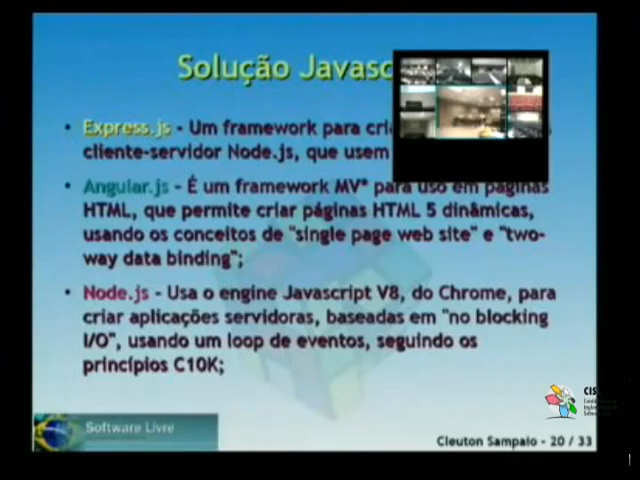 Solução Javasc
• Express.js - Um framework para cri
cliente-servidor Node.js, que usem
• Angular.js - É um framework MV* para uso em páginas
HTML, que permite criar páginas HTML 5 dinâmicas,
usando os conceitos de "single page web site" e "two-
way data binding";
• Node.js - Usa o engine Javascript V8, do Chrome, para
criar aplicações servidoras, baseadas em "no blocking
I/O", usando um loop de eventos, seguindo os
princípios C10K;
CIS
Software Livre
Cleuton Sampaio - 20 / 33